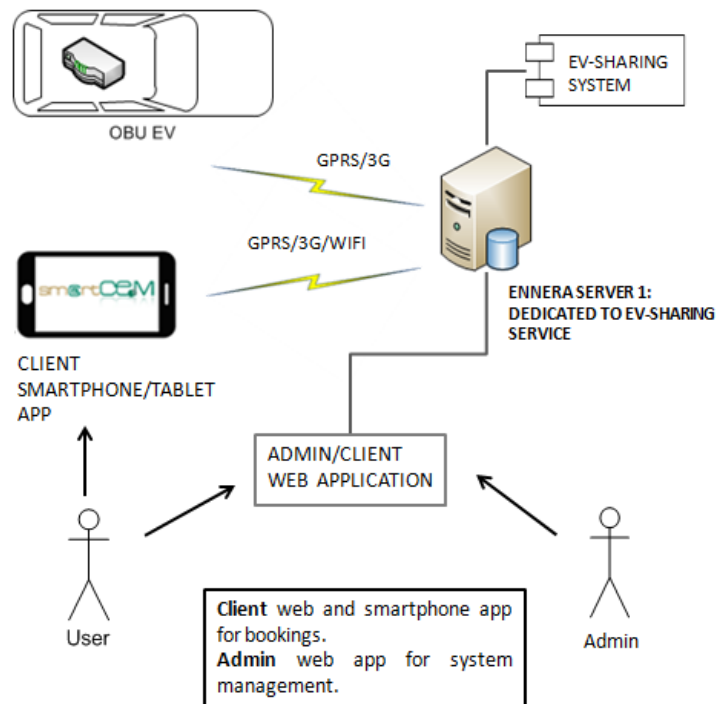 EV-SHARING
SYSTEM
OBU EV
GPRS/3G
GPRS/3G/WIFI
smartCEM
ENNERA SERVER 1:
DEDICATED TO EV-SHARING
SERVICE
CLIENT
SMARTPHONE/TABLET
APP
ADMIN/CLIENT
WEB APPLICATION
User
Admin
Client web and smartphone app
for bookings.
Admin web app for system
management.